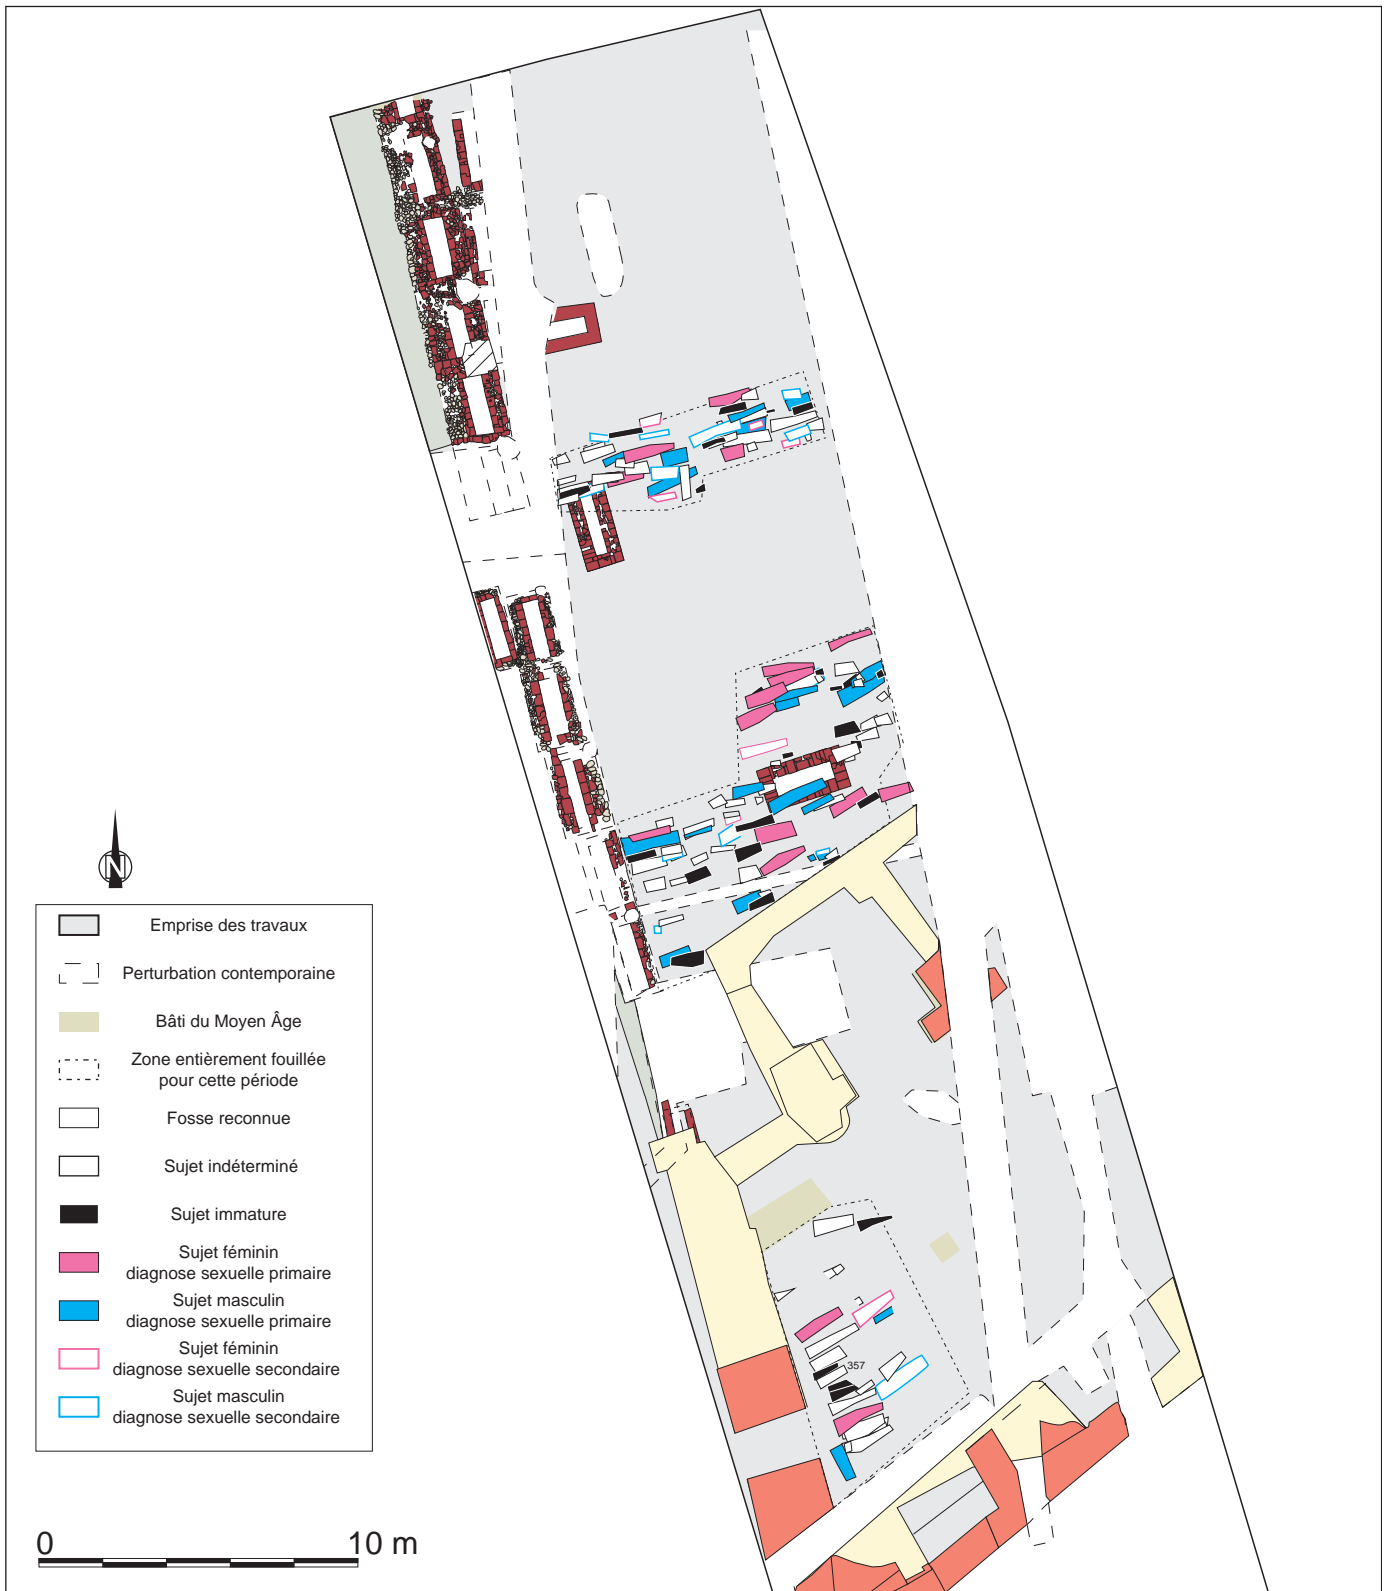 357
N
Emprise des travaux
Perturbation contemporaine
Bâti du Moyen Âge
Zone entièrement fouillée
pour cette période
Fosse reconnue
Sujet indéterminé
Sujet immature
Sujet féminin
diagnose sexuelle primaire
Sujet masculin
diagnose sexuelle primaire
Sujet féminin
diagnose sexuelle secondaire
Sujet masculin
diagnose sexuelle secondaire
0 10 m